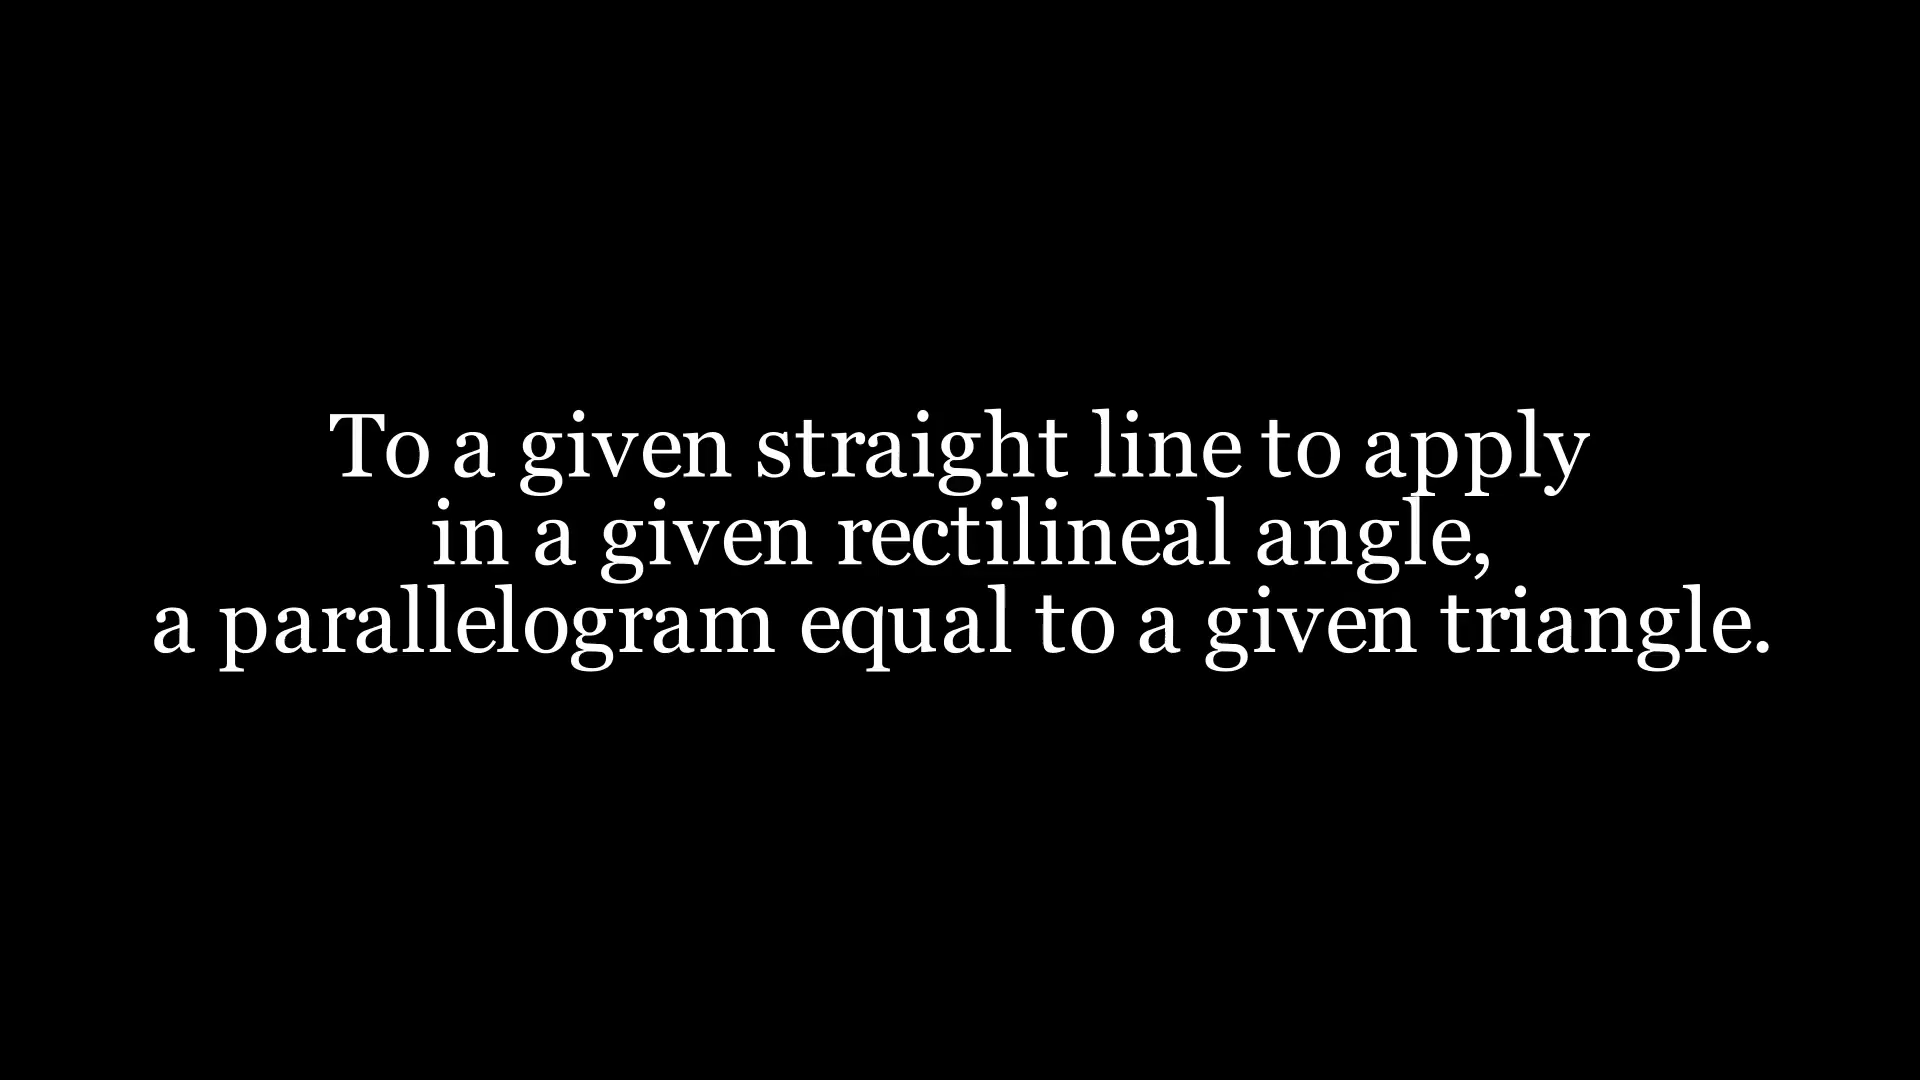 To a given straight line to apply
in a given rectilineal angle,
a parallelogram equal to a given triangle.